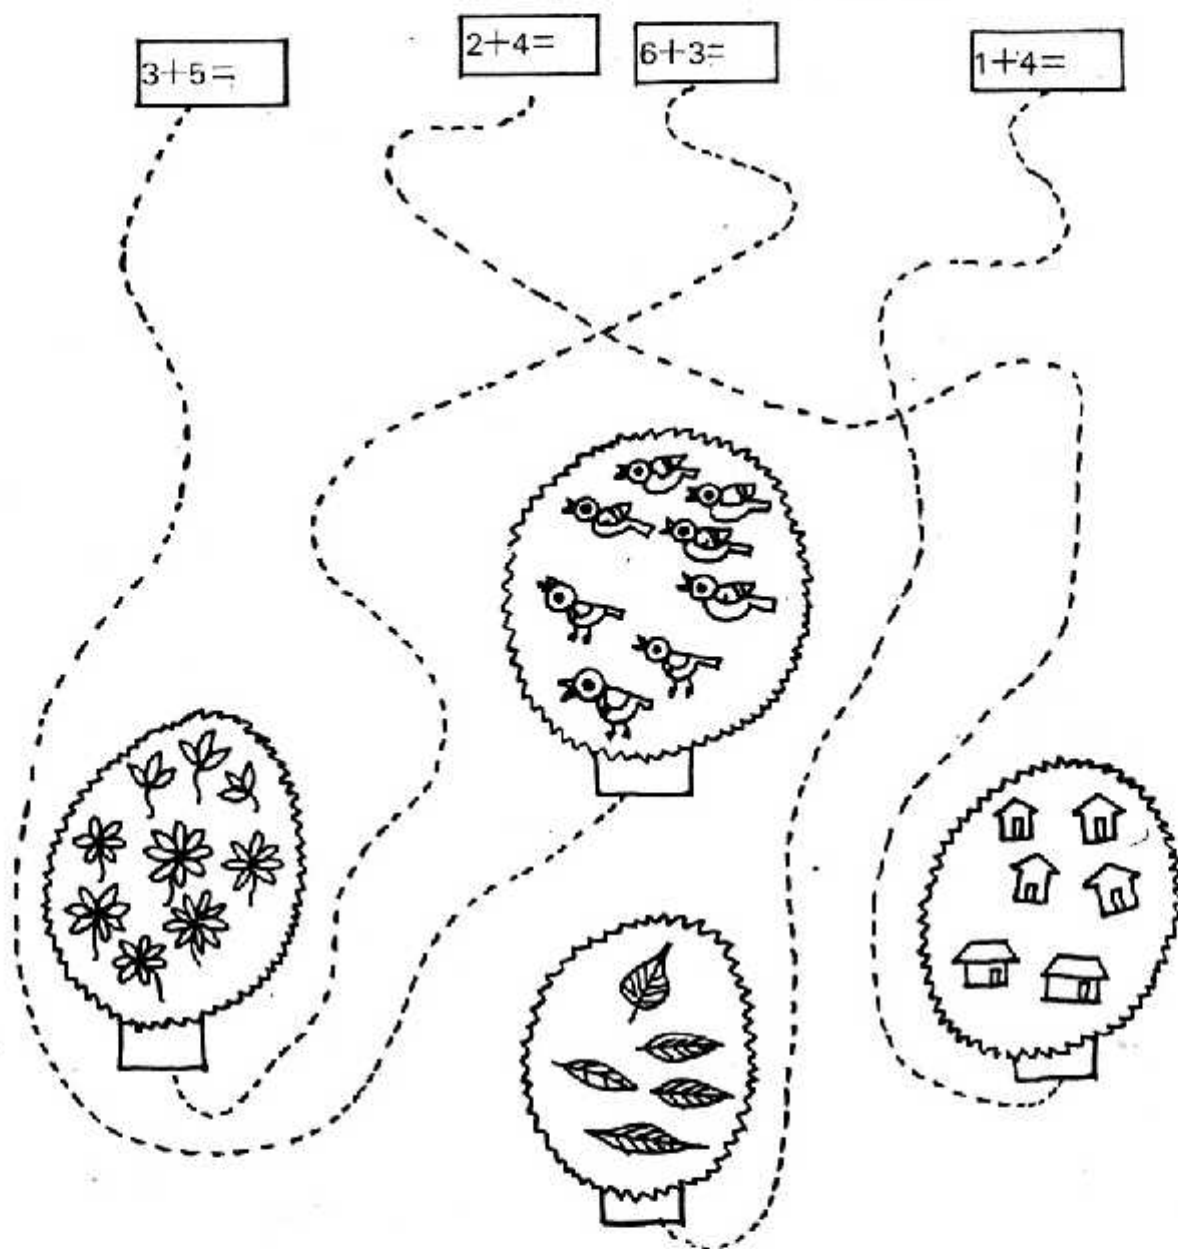 3+5=
2+4=
6+3=
1+4=